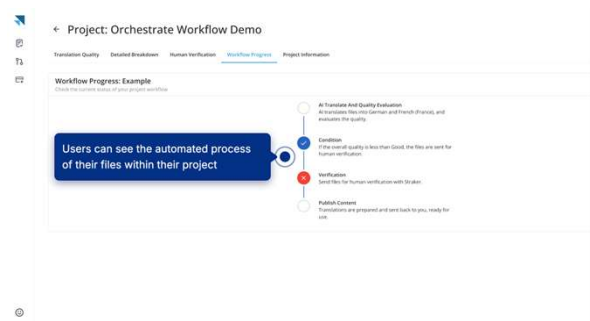 ← Project: Orchestrate Workflow Demo
Translation Quality Detailed Breakdown Human Verification Workflow Progress Project Information
Workflow Progress: Example
Check the current status of your project workflow
AI Translate And Quality Evaluation
AI translates files into German and French (France), and
evaluates the quality.
Condition
If the overall quality is less than Good, the files are sent for
human verification.
Users can see the automated process
of their files within their project
Verification
Send files for human verification with Straker.
Publish Content
Translations are prepared and sent back to you, ready for
use.